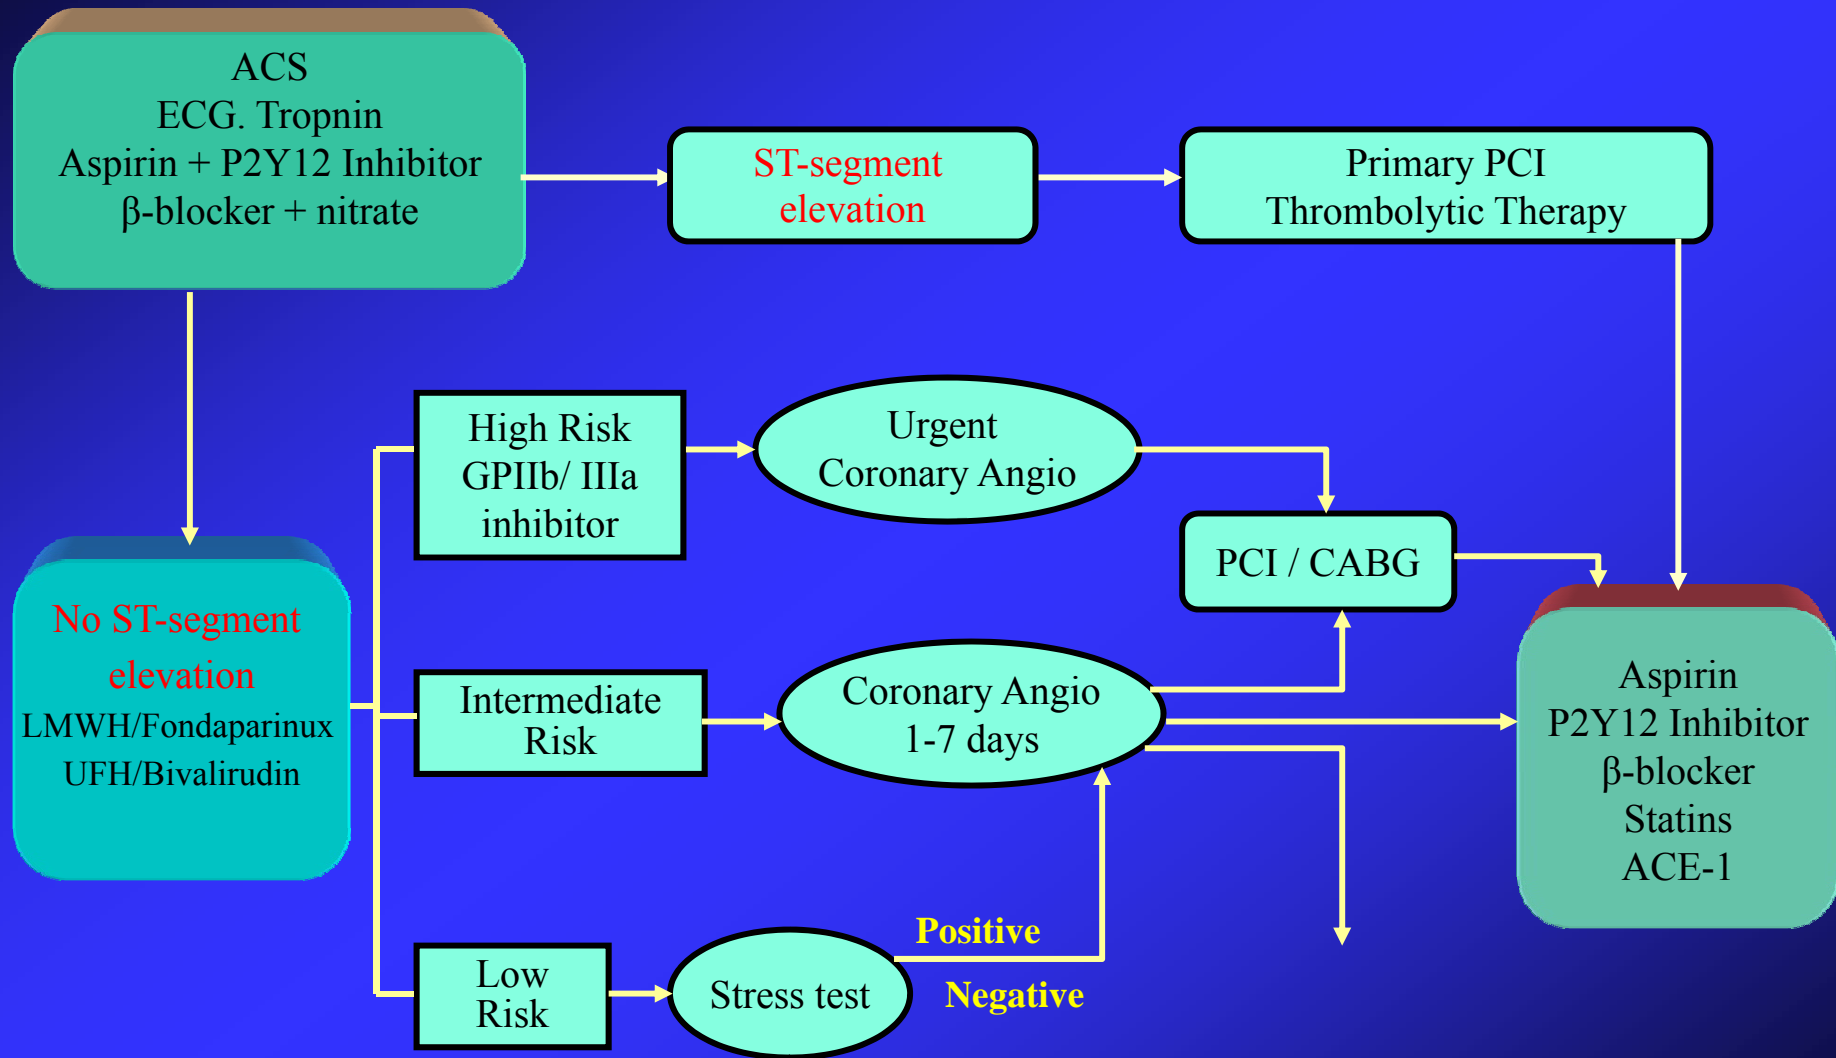 ACS
ECG. Tropnin
Aspirin + P2Y12 Inhibitor
β-blocker + nitrate
ST-segment
elevation
Primary PCI
Thrombolytic Therapy
High Risk
GPIIb/ IIIa
inhibitor
Urgent
Coronary Angio
PCI / CABG
No ST-segment
elevation
LMWH/Fondaparinux
UFH/Bivalirudin
Intermediate
Risk
Coronary Angio
1-7 days
Aspirin
P2Y12 Inhibitor
β-blocker
Statins
ACE-1
Low
Risk
Stress test
Positive
Negative